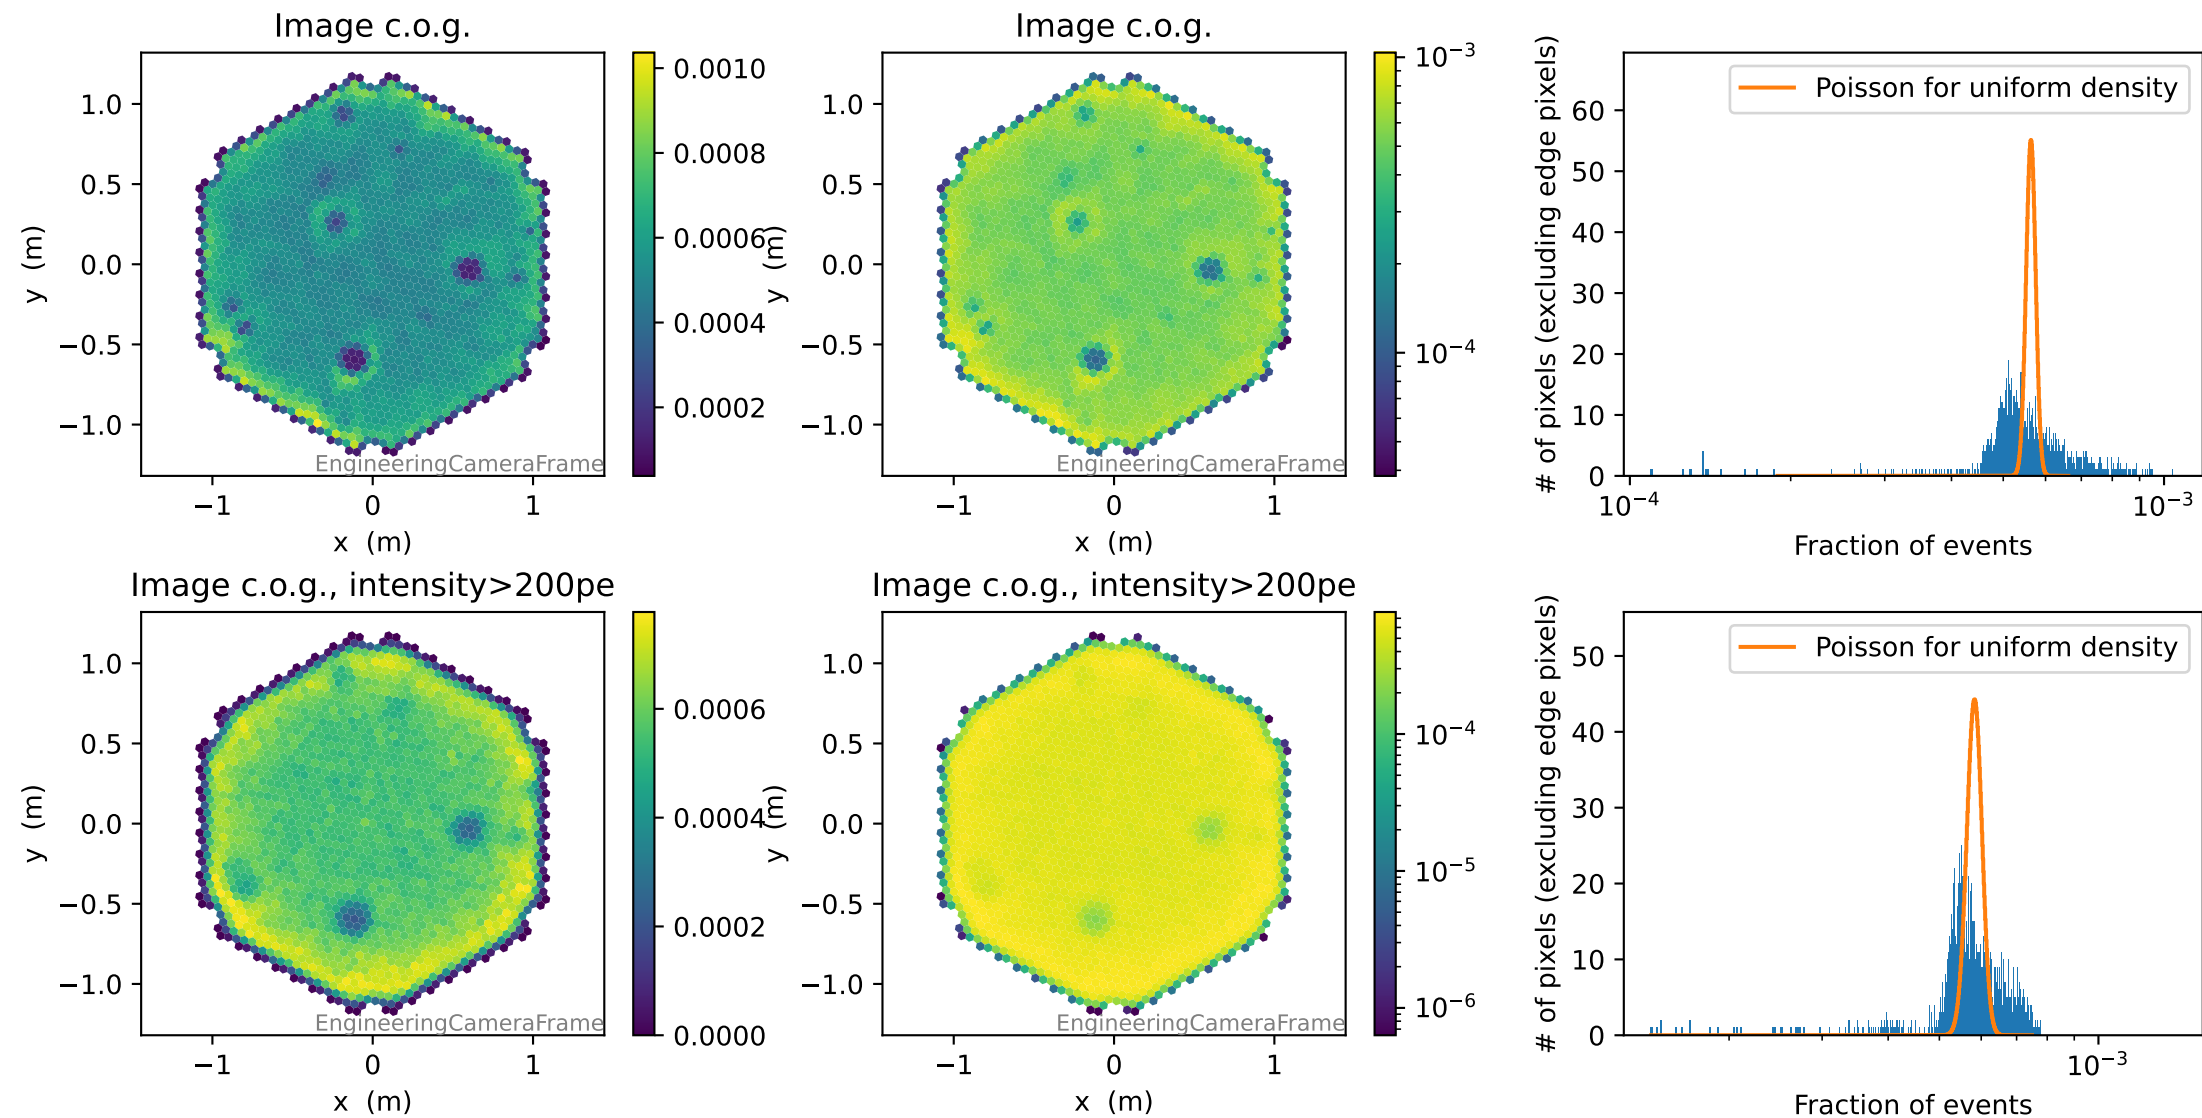 Image c.o.g.
1.0
0.5
0.0
−0.5
−1.0
y (m)
−1 0 1
x (m)
EngineeringCameraFrame
0.0010
0.0008
0.0006
0.0004
0.0002
Image c.o.g.
1.0
0.5
0.0
−0.5
−1.0
y (m)
−1 0 1
x (m)
EngineeringCameraFrame
10⁻³
10⁻⁴
Poisson for uniform density
# of pixels (excluding edge pixels)
60
50
40
30
20
10
0
10⁻⁴ 10⁻³
Fraction of events
Image c.o.g., intensity>200pe
1.0
0.5
0.0
−0.5
−1.0
y (m)
−1 0 1
x (m)
EngineeringCameraFrame
0.0006
0.0004
0.0002
0.0000
Image c.o.g., intensity>200pe
1.0
0.5
0.0
−0.5
−1.0
y (m)
−1 0 1
x (m)
EngineeringCameraFrame
10⁻⁴
10⁻⁵
10⁻⁶
Poisson for uniform density
# of pixels (excluding edge pixels)
50
40
30
20
10
0
10⁻³
Fraction of events